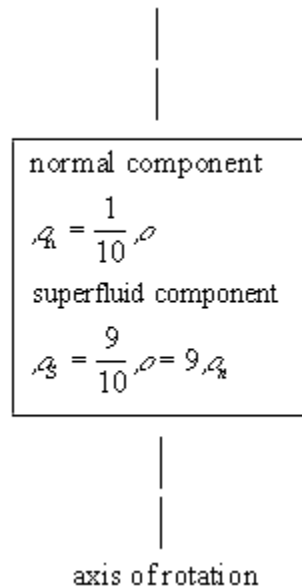 normal component
ρₙ = 1/10 ρ
superfluid component
ρₛ = 9/10 ρ = 9ρₙ
axis of rotation